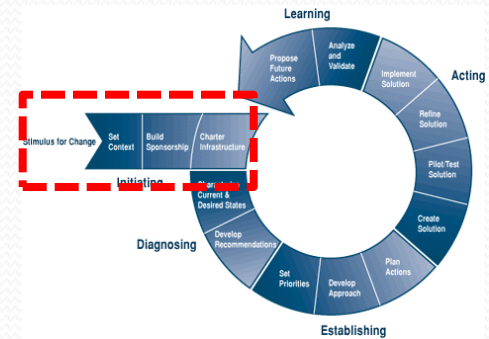 Learning
Propose
Future
Actions
Analyze
and
Validate
Implement
Solution
Acting
Refine
Solution
Pilot/Test
Solution
Create
Solution
Stimulus for Change
Set
Context
Build
Sponsorship
Charter
Infrastructure
Initiating
Current &
Desired States
Diagnosing
Develop
Recommendations
Set
Priorities
Develop
Approach
Plan
Actions
Establishing